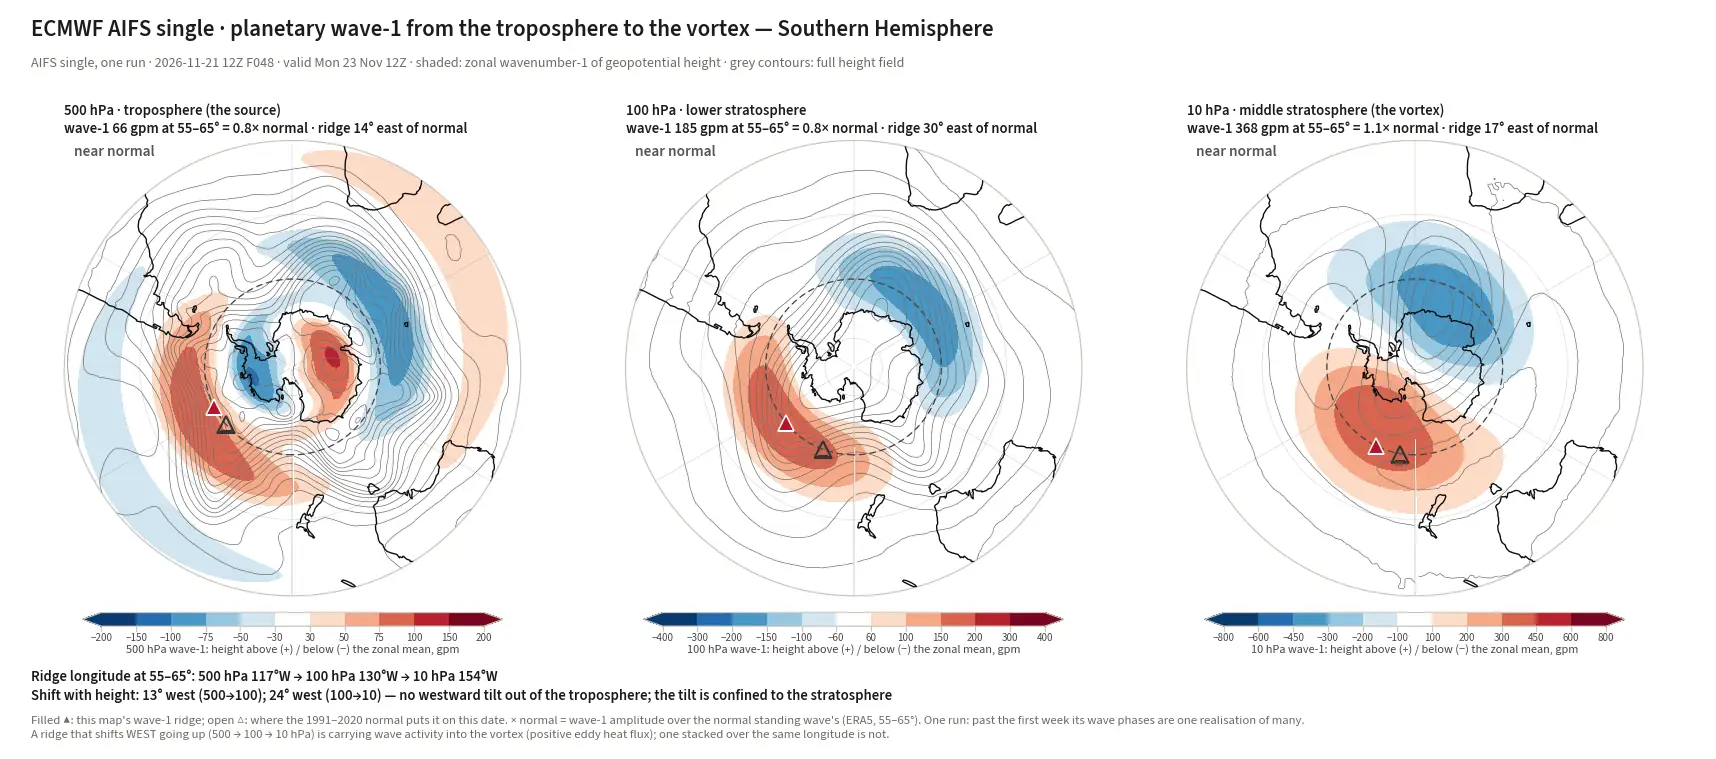 ECMWF AIFS single · planetary wave-1 from the troposphere to the vortex — Southern Hemisphere
AIFS single, one run · 2026-11-21 12Z F048 · valid Mon 23 Nov 12Z · shaded: zonal wavenumber-1 of geopotential height · grey contours: full height field
500 hPa · troposphere (the source)
wave-1 66 gpm at 55–65° = 0.8× normal · ridge 14° east of normal
near normal
100 hPa · lower stratosphere
wave-1 185 gpm at 55–65° = 0.8× normal · ridge 30° east of normal
near normal
10 hPa · middle stratosphere (the vortex)
wave-1 368 gpm at 55–65° = 1.1× normal · ridge 17° east of normal
near normal
−200 −150 −100 −75 −50 −30 30 50 75 100 150 200
500 hPa wave-1: height above (+) / below (−) the zonal mean, gpm
−400 −300 −200 −150 −100 −60 60 100 150 200 300 400
100 hPa wave-1: height above (+) / below (−) the zonal mean, gpm
−800 −600 −450 −300 −200 −100 100 200 300 450 600 800
10 hPa wave-1: height above (+) / below (−) the zonal mean, gpm
Ridge longitude at 55–65°: 500 hPa 117°W → 100 hPa 130°W → 10 hPa 154°W
Shift with height: 13° west (500→100); 24° west (100→10) — no westward tilt out of the troposphere; the tilt is confined to the stratosphere
Filled ▲: this map's wave-1 ridge; open △: where the 1991–2020 normal puts it on this date. × normal = wave-1 amplitude over the normal standing wave's (ERA5, 55–65°). One run: past the first week its wave phases are one realisation of many.
A ridge that shifts WEST going up (500 → 100 → 10 hPa) is carrying wave activity into the vortex (positive eddy heat flux); one stacked over the same longitude is not.